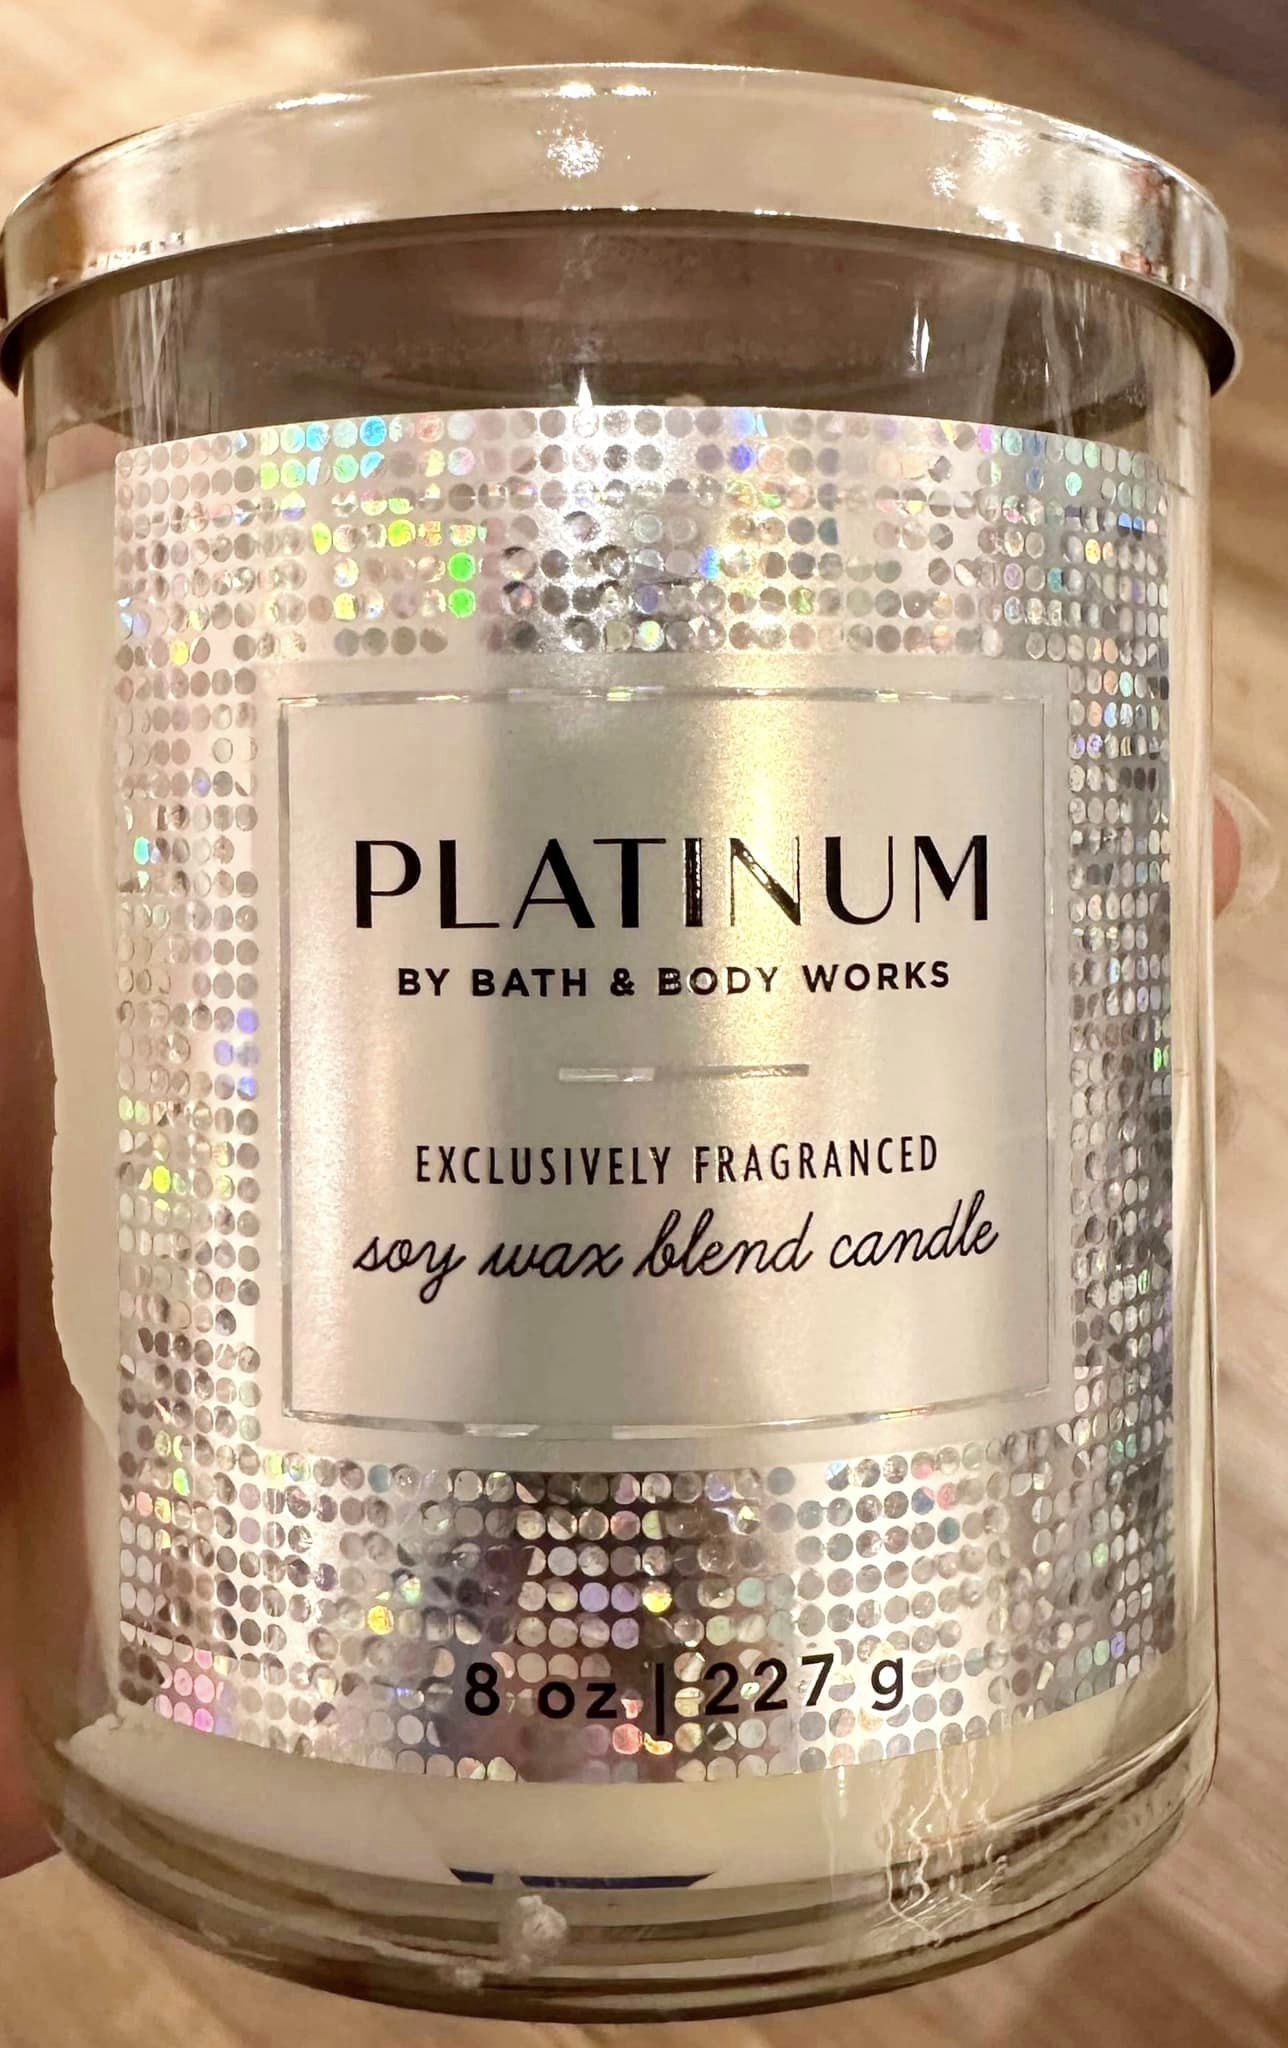 PLATINUM
BY BATH & BODY WORKS
EXCLUSIVELY FRAGRANCED
soy wax blend candle
8 oz | 227 g